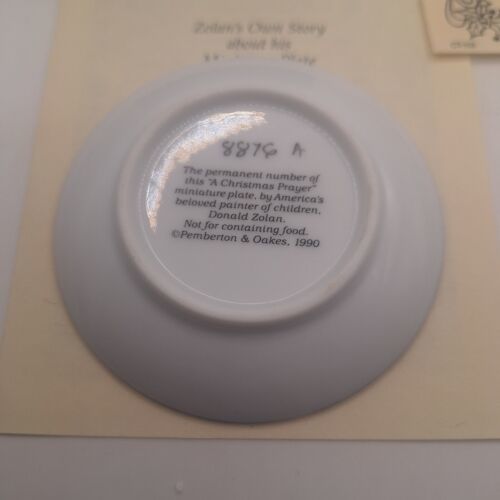 Zolan's Own Story
about his
8876 A
The permanent number of
this "A Christmas Prayer"
miniature plate, by America's
beloved painter of children,
Donald Zolan.
Not for containing food.
©Pemberton & Oakes, 1990